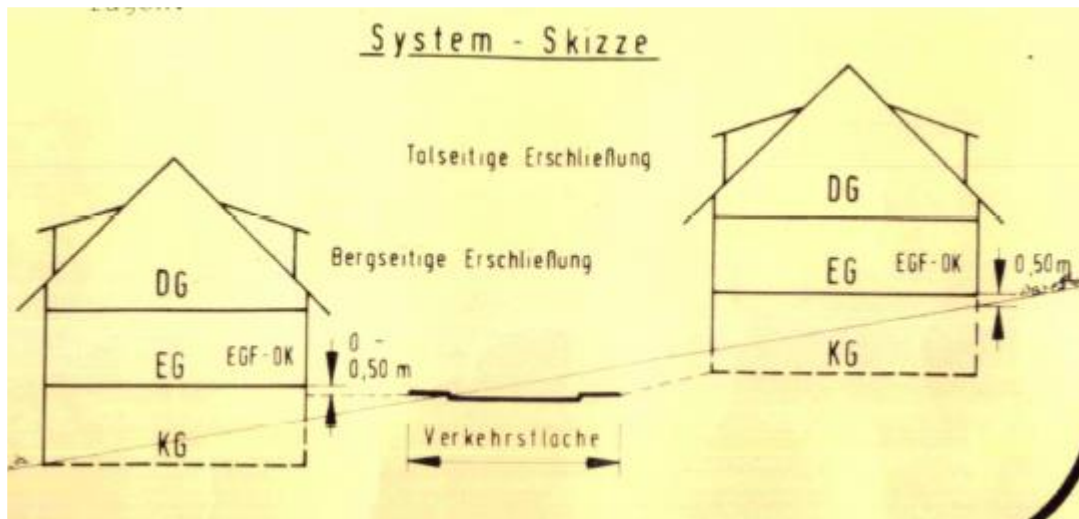 System - Skizze
Talseitige Erschließung
Bergseitige Erschließung
DG
EG
EGF-OK
0,50 m
KG
DG
EG
EGF-OK
0 -
0,50 m
KG
Verkehrsfläche